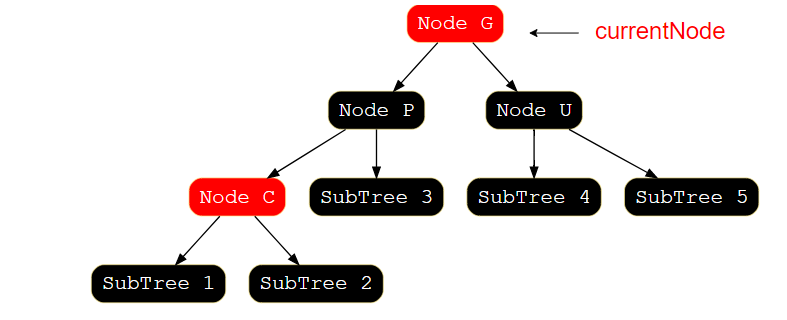 Node G
currentNode
Node P
Node U
Node C
SubTree 3
SubTree 4
SubTree 5
SubTree 1
SubTree 2